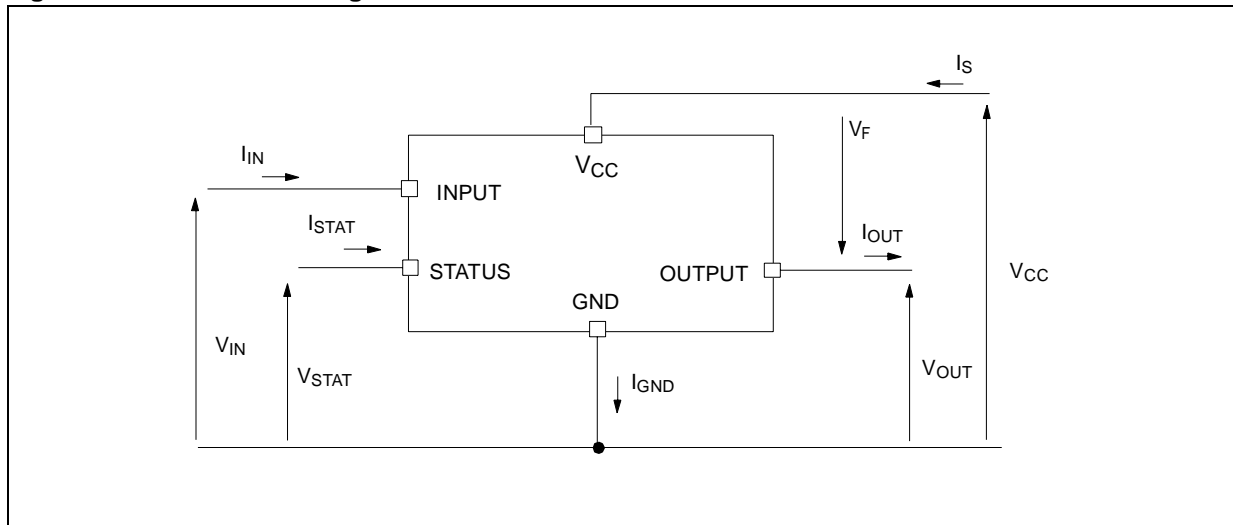 IS
VF
VCC
IIN
INPUT
ISTAT
IOUT
STATUS
OUTPUT
VCC
GND
VIN
VSTAT
IGND
VOUT